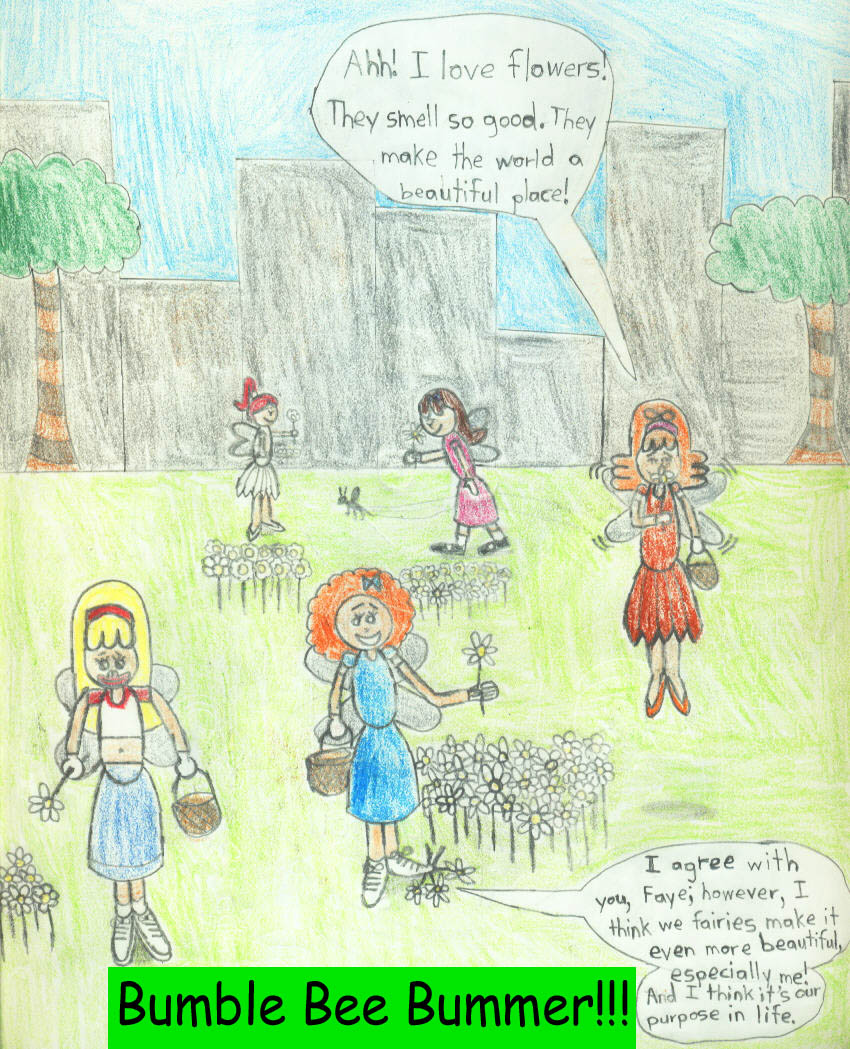 Ahh! I love flowers!
They smell so good. They
make the world a
beautiful place!
I agree with
you, Faye; however, I
think we fairies make it
even more beautiful,
especially me!
And I think it's our
purpose in life.
Bumble Bee Bummer!!!